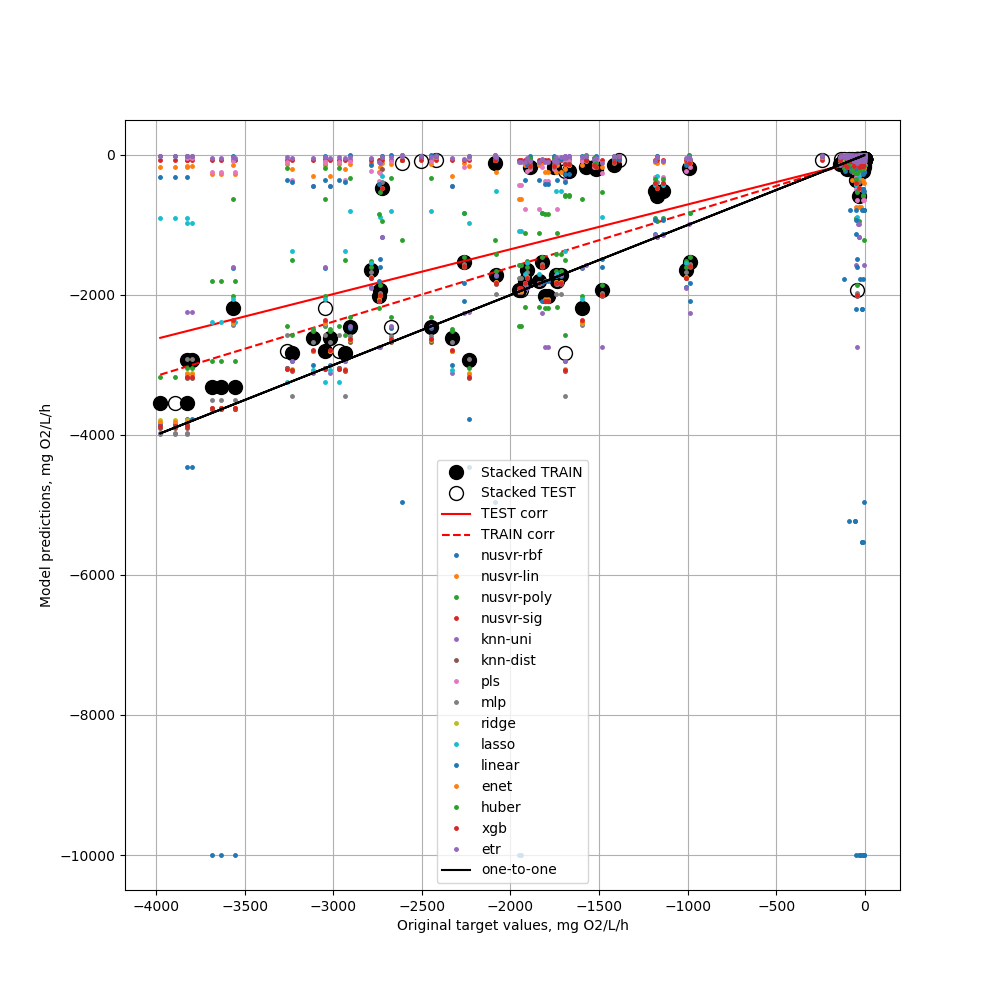 0
−2000
−4000
−6000
−8000
−10000
Model predictions, mg O2/L/h
Stacked TRAIN
Stacked TEST
TEST corr
TRAIN corr
nusvr-rbf
nusvr-lin
nusvr-poly
nusvr-sig
knn-uni
knn-dist
pls
mlp
ridge
lasso
linear
enet
huber
xgb
etr
one-to-one
−4000 −3500 −3000 −2500 −2000 −1500 −1000 −500 0
Original target values, mg O2/L/h